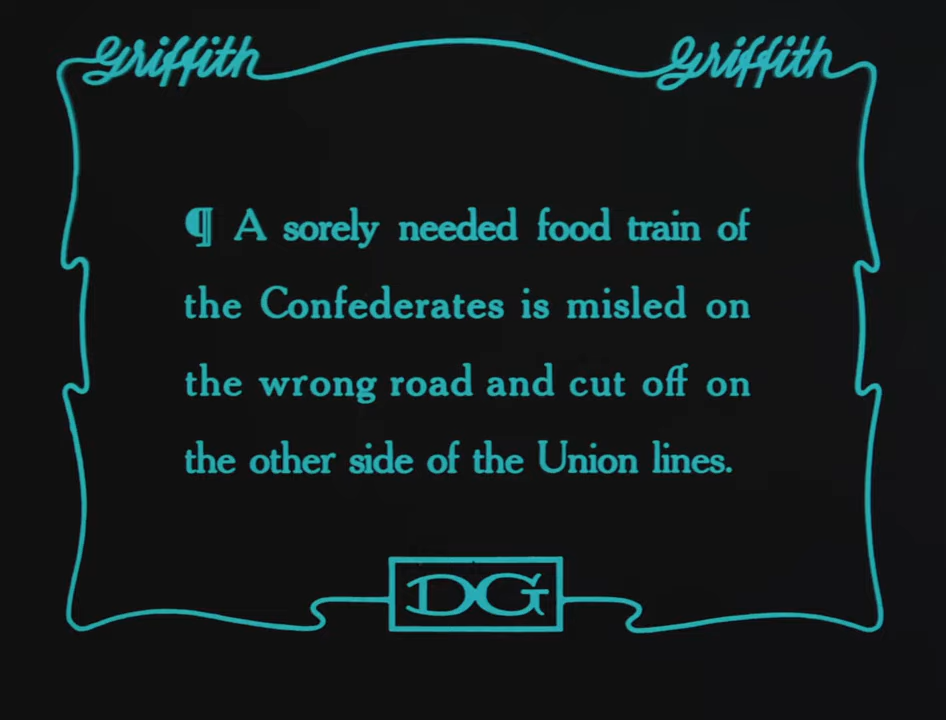 Griffith Griffith
¶ A sorely needed food train of
the Confederates is misled on
the wrong road and cut off on
the other side of the Union lines.
DG